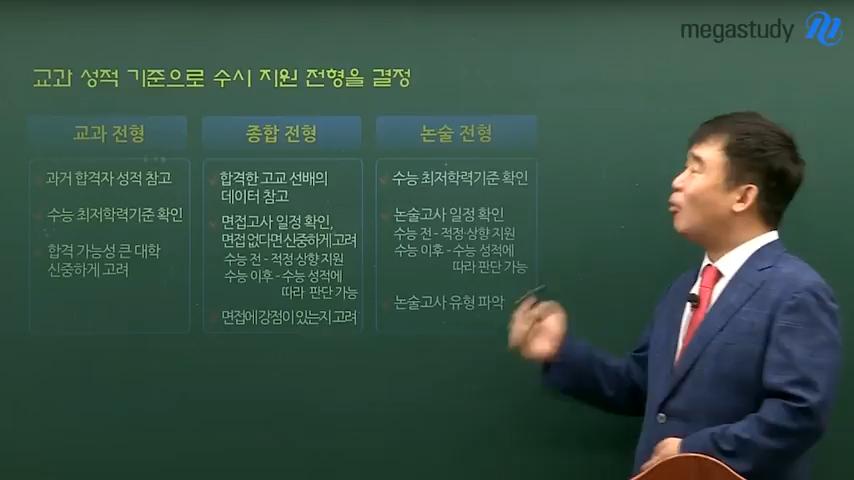 megastudy
교과 성적 기준으로 수시 지원 전형을 결정
교과 전형
과거 합격자 성적 참고
수능 최저학력기준 확인
합격 가능성 큰 대학
신중하게 고려
종합 전형
합격한 고교 선배의
데이터 참고
면접고사 일정 확인,
면접 없다면 신중하게 고려
수능 전 - 적정·상향 지원
수능 이후 - 수능 성적에
따라 판단 가능
면접에 강점이 있는지 고려
논술 전형
수능 최저학력기준 확인
논술고사 일정 확인
수능 전 - 적정·상향 지원
수능 이후 - 수능 성적에
따라 판단 가능
논술고사 유형 파악